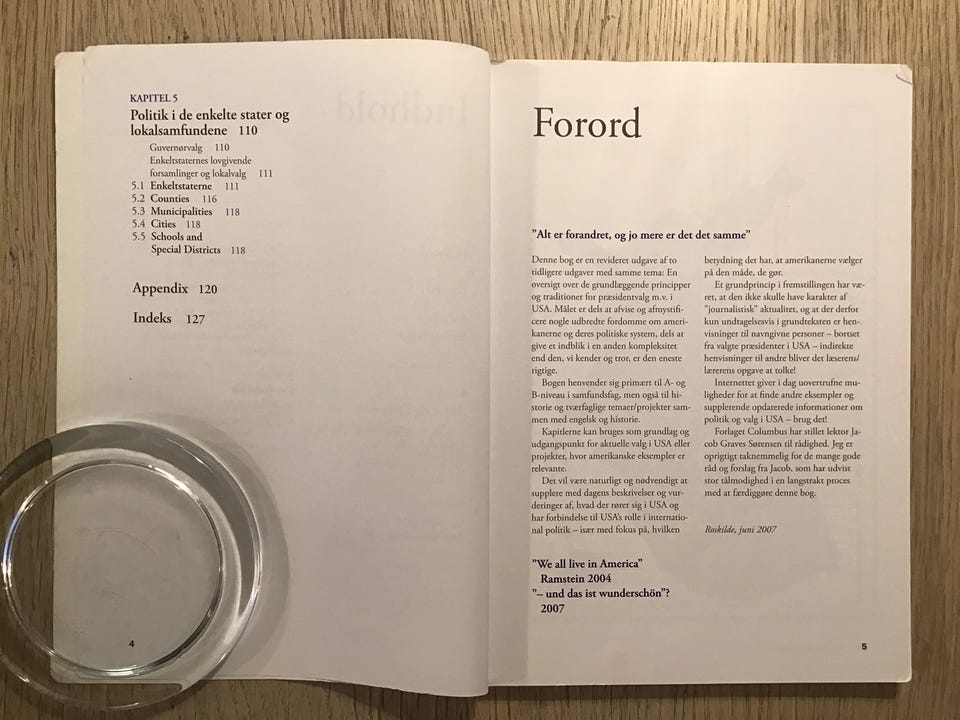 KAPITEL 5
Politik i de enkelte stater og
lokalsamfundene 110
Guvernørvalg 110
Enkeltstaternes lovgivende
forsamlinger og lokalvalg 111
5.1 Enkeltstaterne 111
5.2 Counties 116
5.3 Municipalities 118
5.4 Cities 118
5.5 Schools and
Special Districts 118
Appendix 120
Indeks 127
4
Forord
"Alt er forandret, og jo mere er det det samme"
Denne bog er en revideret udgave af to
tidligere udgaver med samme tema: En
oversigt over de grundlæggende principper
og traditioner for præsidentvalg m.v. i
USA. Målet er dels at afvise og afmystifi-
cere nogle udbredte fordomme om ameri-
kanerne og deres politiske system, dels at
give et indblik i en anden kompleksitet
end den, vi kender og tror, er den eneste
rigtige.
Bogen henvender sig primært til A- og
B-niveau i samfundsfag, men også til hi-
storie og tværfaglige temaer/projekter sam-
men med engelsk og historie.
Kapitlerne kan bruges som grundlag og
udgangspunkt for aktuelle valg i USA eller
projekter, hvor amerikanske eksempler er
relevante.
Det vil være naturligt og nødvendigt at
supplere med dagens beskrivelser og vur-
deringer af, hvad der rører sig i USA og
har forbindelse til USA's rolle i internatio-
nal politik – især med fokus på, hvilken
betydning det har, at amerikanerne vælger
på den måde, de gør.
Et grundprincip i fremstillingen har væ-
ret, at den ikke skulle have karakter af
"journalistisk" aktualitet, og at der derfor
kun undtagelsesvis i grundteksten er hen-
visninger til navngivne personer – bortset
fra valgte præsidenter i USA – indirekte
henvisninger til andre bliver det læserens/
lærerens opgave at tolke!
Internettet giver i dag uovertrufne mu-
ligheder for at finde andre eksempler og
supplerende opdaterede informationer om
politik og valg i USA – brug det!
Forlaget Columbus har stillet lektor Ja-
cob Graves Sørensen til rådighed. Jeg er
oprigtigt taknemmelig for de mange gode
råd og forslag fra Jacob, som har udvist
stor tålmodighed i en langstrakt proces
med at færdiggøre denne bog.
Roskilde, juni 2007
"We all live in America"
Ramstein 2004
"– und das ist wunderschön"?
2007
5